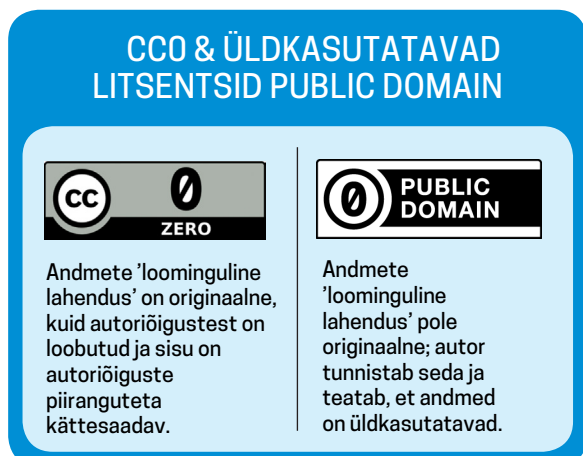 CC0 & ÜLDKASUTATAVAD
LITSENTSID PUBLIC DOMAIN
cc
0
ZERO
Andmete ’loominguline
lahendus’ on originaalne,
kuid autoriõigustest on
loobutud ja sisu on
autoriõiguste
piiranguteta
kättesaadav.
0
PUBLIC
DOMAIN
Andmete
’loominguline
lahendus’ pole
originaalne; autor
tunnistab seda ja
teatab, et andmed
on üldkasutatavad.